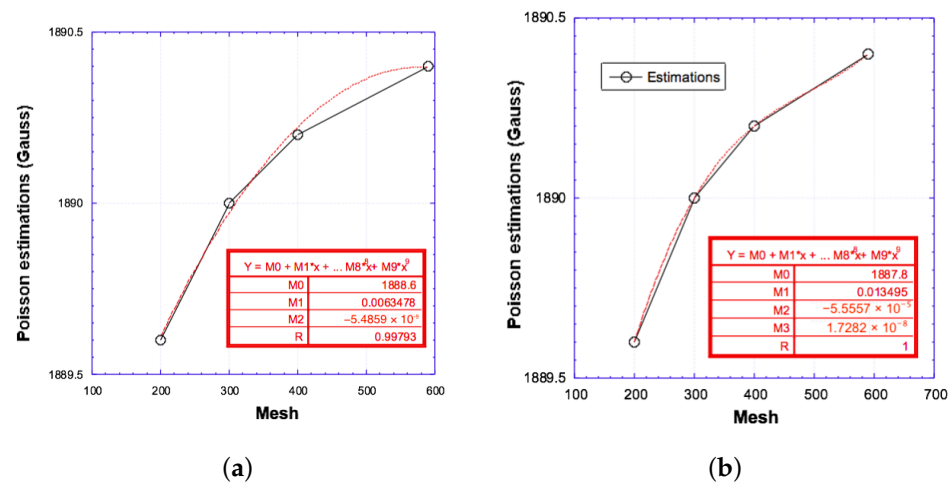 (a)
1890.5
1890
1889.5
Poisson estimations (Gauss)
100 200 300 400 500 600
Mesh
Y = M0 + M1*x + ... M8*x⁸ + M9*x⁹
M0 1888.6
M1 0.0063478
M2 −5.4859 × 10
R 0.99793
(b)
1890.5
1890
1889.5
Poisson estimations (Gauss)
Estimations
100 200 300 400 500 600 700
Mesh
Y = M0 + M1*x + ... M8*x⁸ + M9*x⁹
M0 1887.8
M1 0.013495
M2 −5.5557 × 10⁻⁵
M3 1.7282 × 10⁻⁸
R 1